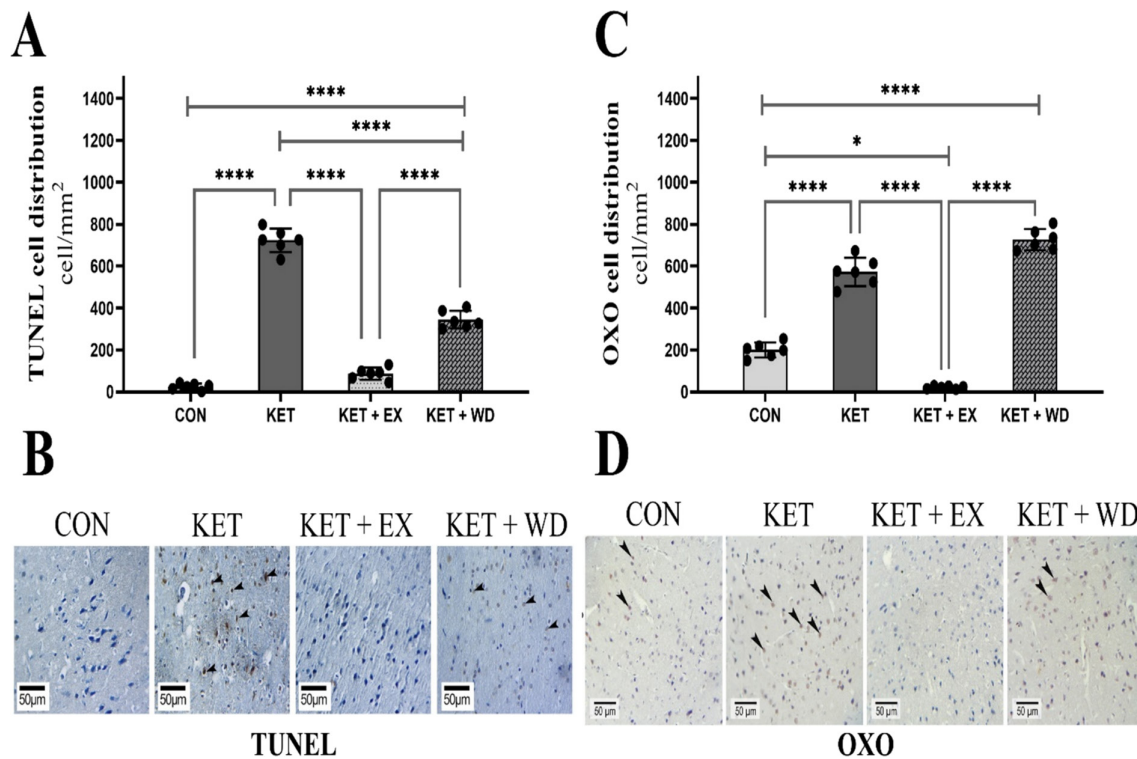 A
TUNEL cell distribution
cell/mm²
1400
1200
1000
800
600
400
200
0
****
****
****
****
****
CON
KET
KET + EX
KET + WD
C
OXO cell distribution
cell/mm²
1400
1200
1000
800
600
400
200
0
****
*
****
****
****
CON
KET
KET + EX
KET + WD
B
CON
KET
KET + EX
KET + WD
50µm
50µm
50µm
50µm
TUNEL
D
CON
KET
KET + EX
KET + WD
50 µm
50 µm
50 µm
50 µm
OXO